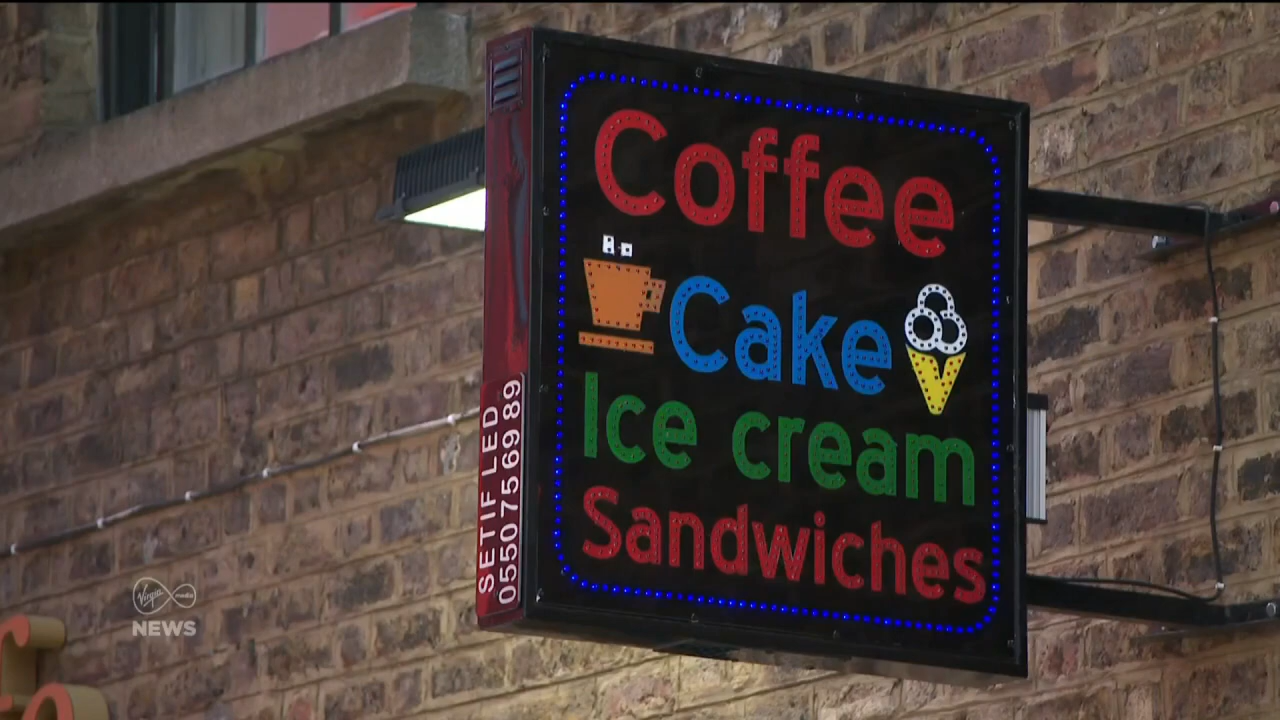 Coffee
Cake
Ice cream
Sandwiches
SETIF LED
0550 75 69 89
Virgin media
NEWS